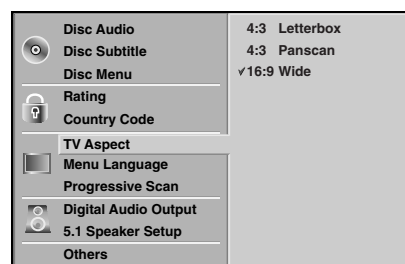 Disc Audio
Disc Subtitle
Disc Menu
Rating
Country Code
TV Aspect
Menu Language
Progressive Scan
Digital Audio Output
5.1 Speaker Setup
Others
4:3 Letterbox
4:3 Panscan
✓16:9 Wide